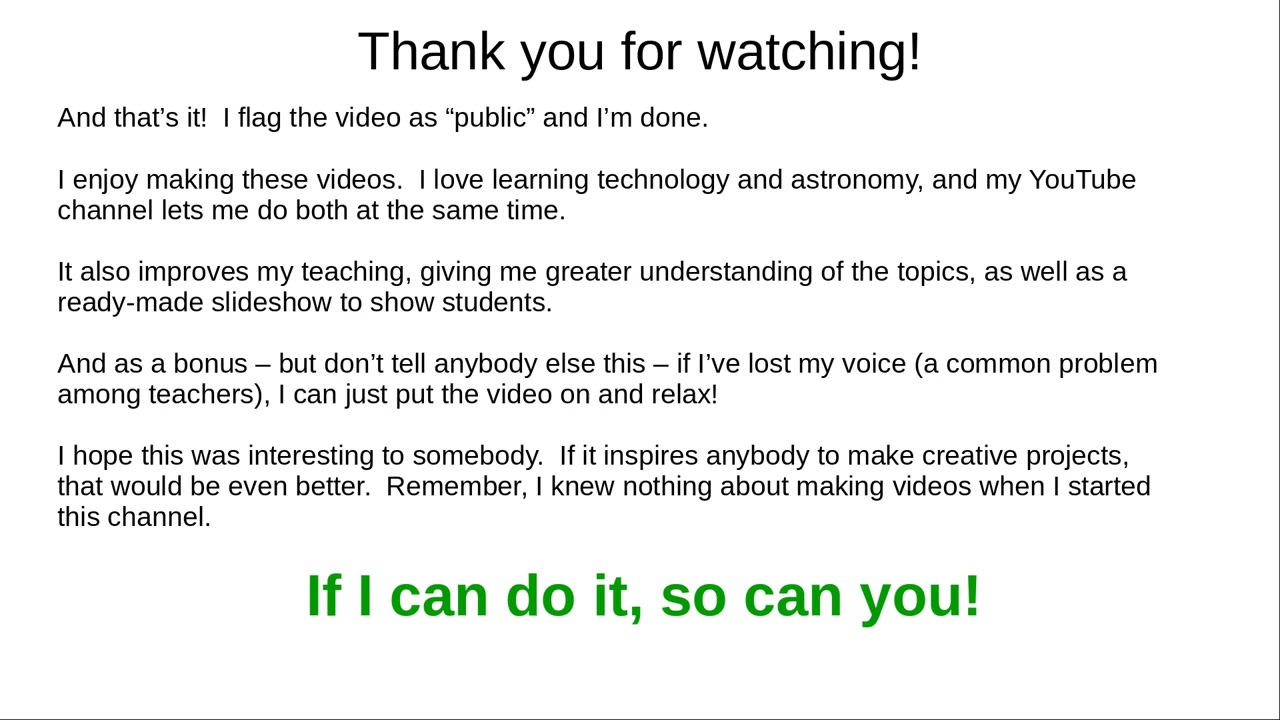 Thank you for watching!
And that’s it!  I flag the video as “public” and I’m done.
I enjoy making these videos.  I love learning technology and astronomy, and my YouTube
channel lets me do both at the same time.
It also improves my teaching, giving me greater understanding of the topics, as well as a
ready-made slideshow to show students.
And as a bonus – but don’t tell anybody else this – if I’ve lost my voice (a common problem
among teachers), I can just put the video on and relax!
I hope this was interesting to somebody.  If it inspires anybody to make creative projects,
that would be even better.  Remember, I knew nothing about making videos when I started
this channel.
If I can do it, so can you!